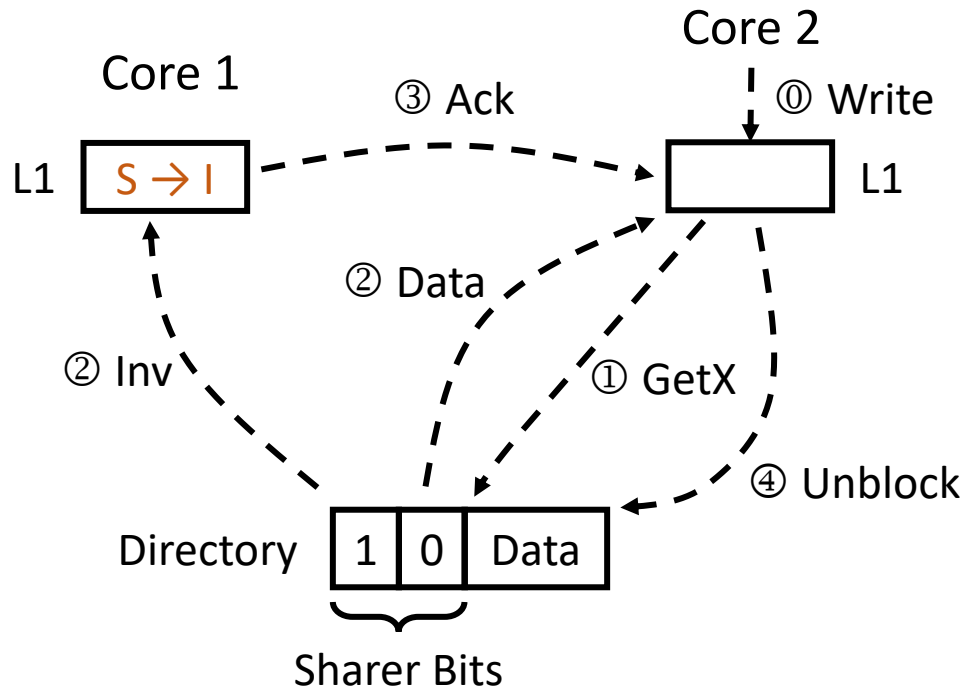 Core 2
Core 1
③ Ack
⓪ Write
L1
S → I
L1
② Data
② Inv
① GetX
④ Unblock
Directory
1
0
Data
Sharer Bits